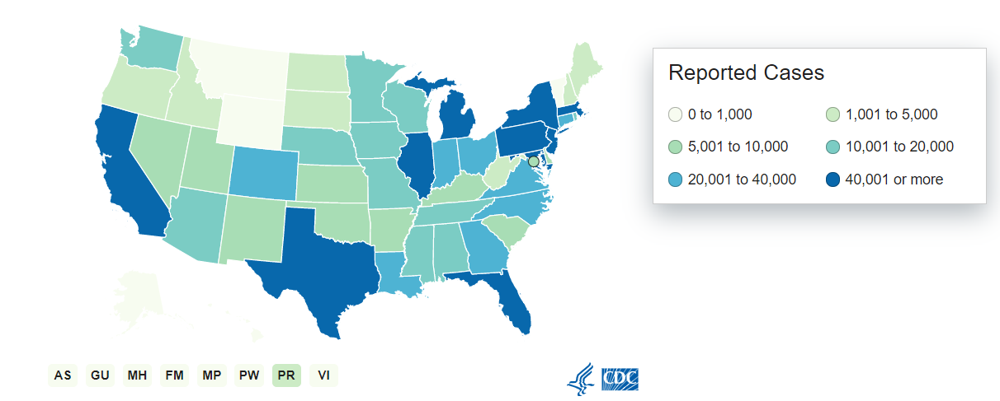 Reported Cases
0 to 1,000 1,001 to 5,000
5,001 to 10,000 10,001 to 20,000
20,001 to 40,000 40,001 or more
AS GU MH FM MP PW PR VI
CDC